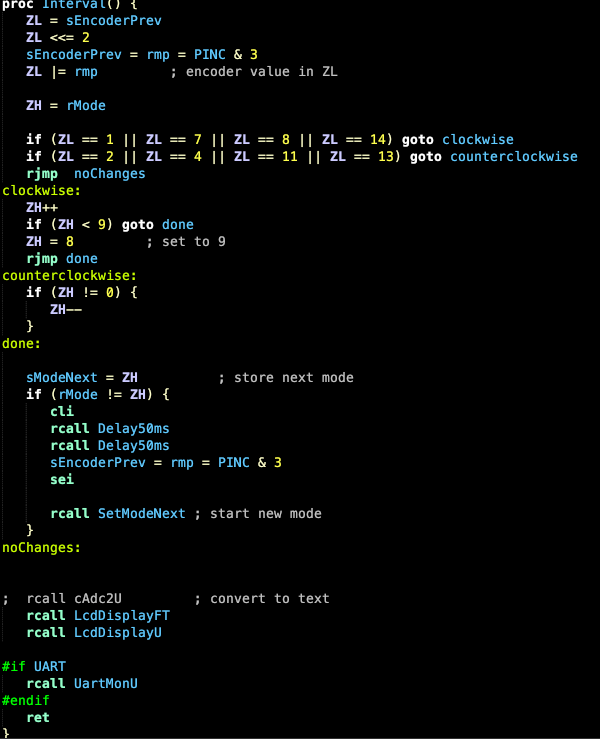 proc Interval() {
ZL = sEncoderPrev
ZL <<= 2
sEncoderPrev = rmp = PINC & 3
ZL |= rmp ; encoder value in ZL
ZH = rMode
if (ZL == 1 || ZL == 7 || ZL == 8 || ZL == 14) goto clockwise
if (ZL == 2 || ZL == 4 || ZL == 11 || ZL == 13) goto counterclockwise
rjmp noChanges
clockwise:
ZH++
if (ZH < 9) goto done
ZH = 8 ; set to 9
rjmp done
counterclockwise:
if (ZH != 0) {
ZH--
}
done:
sModeNext = ZH ; store next mode
if (rMode != ZH) {
cli
rcall Delay50ms
rcall Delay50ms
sEncoderPrev = rmp = PINC & 3
sei
rcall SetModeNext ; start new mode
}
noChanges:
; rcall cAdc2U ; convert to text
rcall LcdDisplayFT
rcall LcdDisplayU
#if UART
rcall UartMonU
#endif
ret
}